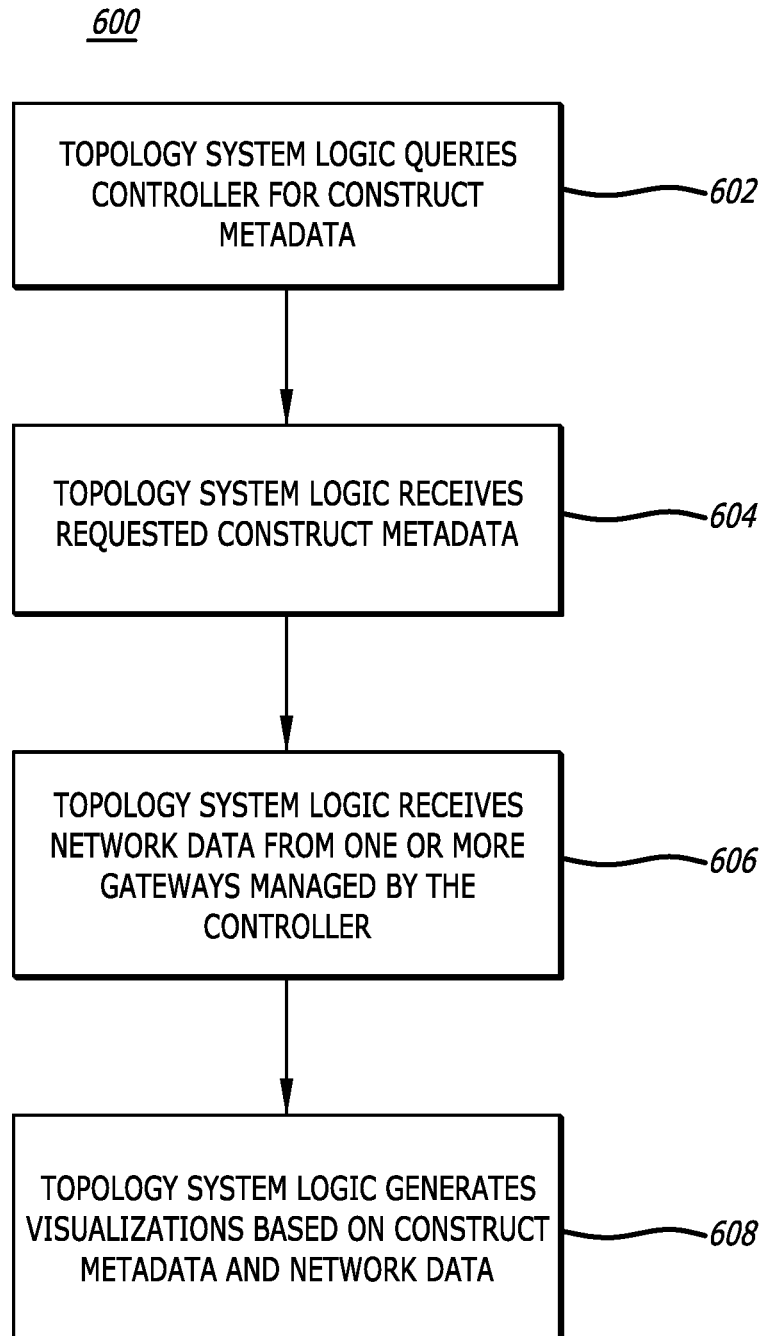 600
TOPOLOGY SYSTEM LOGIC QUERIES
CONTROLLER FOR CONSTRUCT
METADATA
602
TOPOLOGY SYSTEM LOGIC RECEIVES
REQUESTED CONSTRUCT METADATA
604
TOPOLOGY SYSTEM LOGIC RECEIVES
NETWORK DATA FROM ONE OR MORE
GATEWAYS MANAGED BY THE
CONTROLLER
606
TOPOLOGY SYSTEM LOGIC GENERATES
VISUALIZATIONS BASED ON CONSTRUCT
METADATA AND NETWORK DATA
608